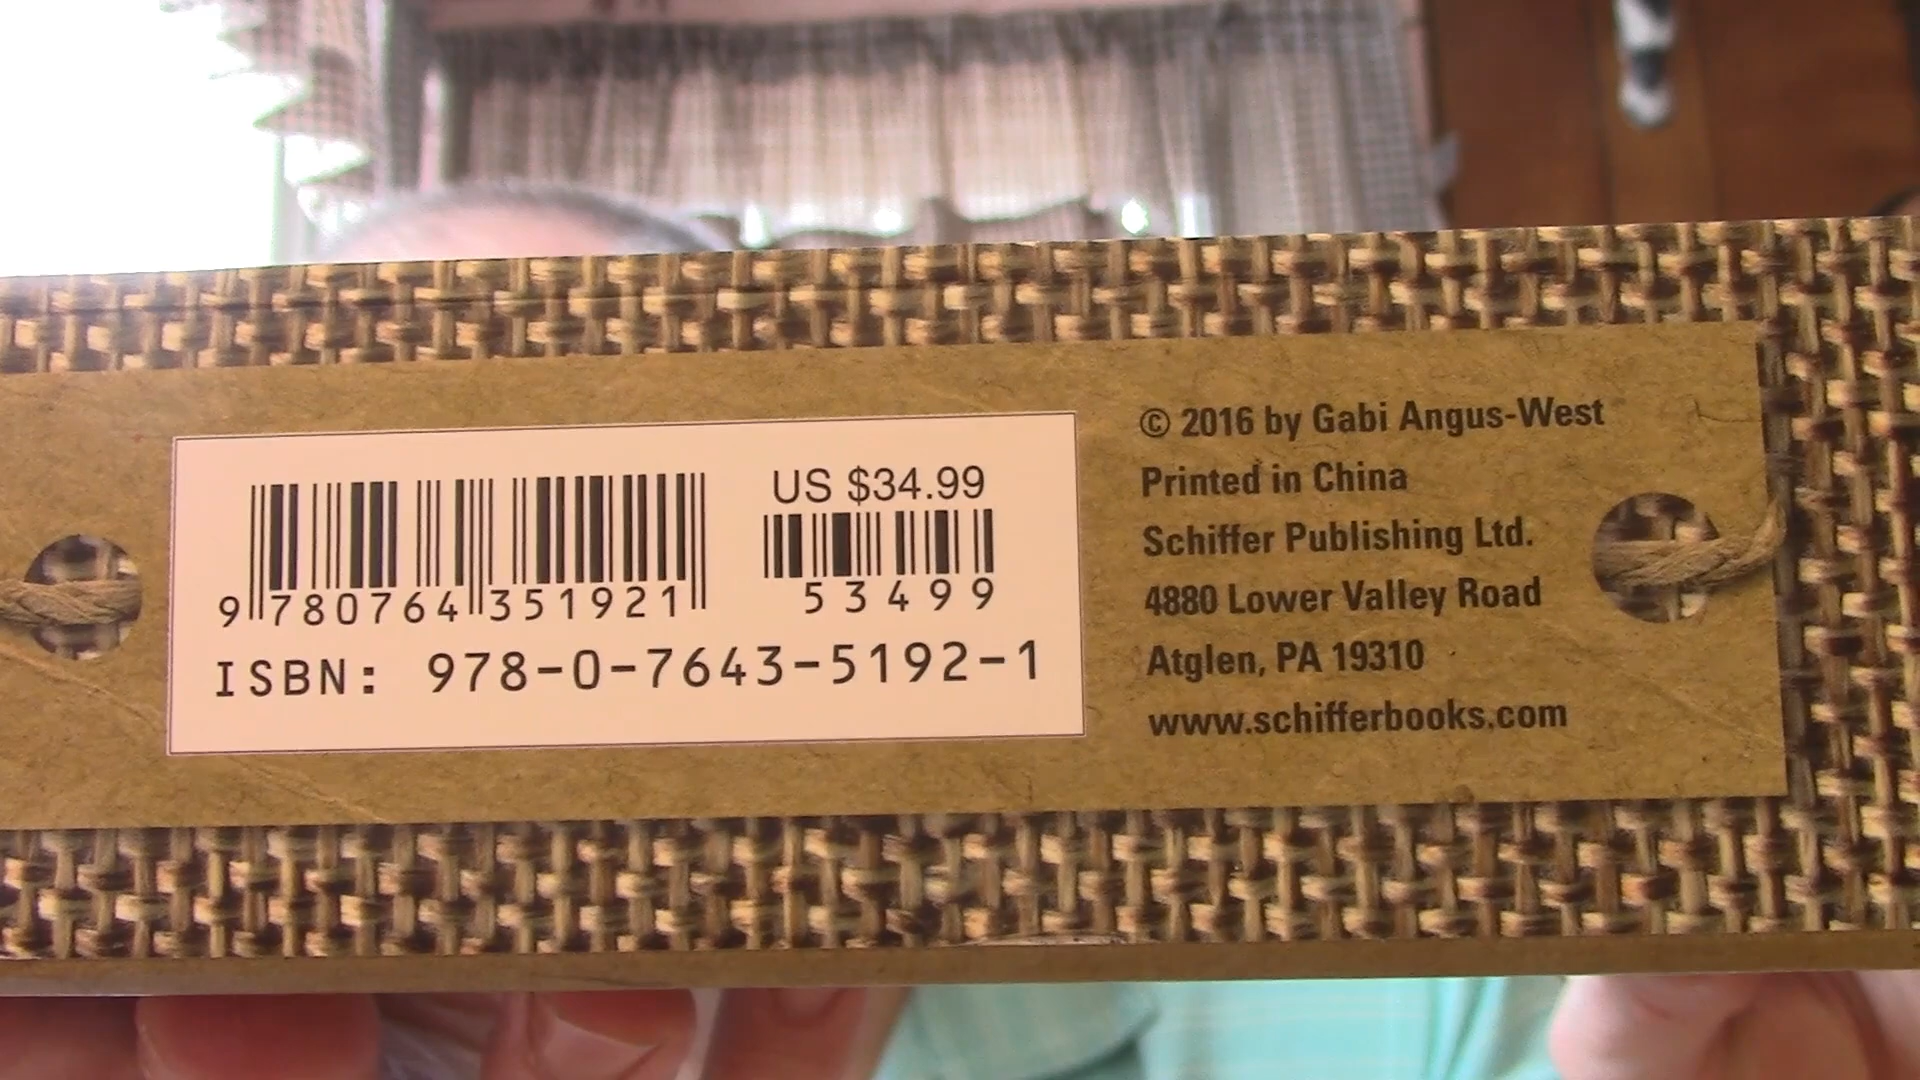 US $34.99
9 780764 351921
53499
ISBN: 978-0-7643-5192-1
© 2016 by Gabi Angus-West
Printed in China
Schiffer Publishing Ltd.
4880 Lower Valley Road
Atglen, PA 19310
www.schifferbooks.com